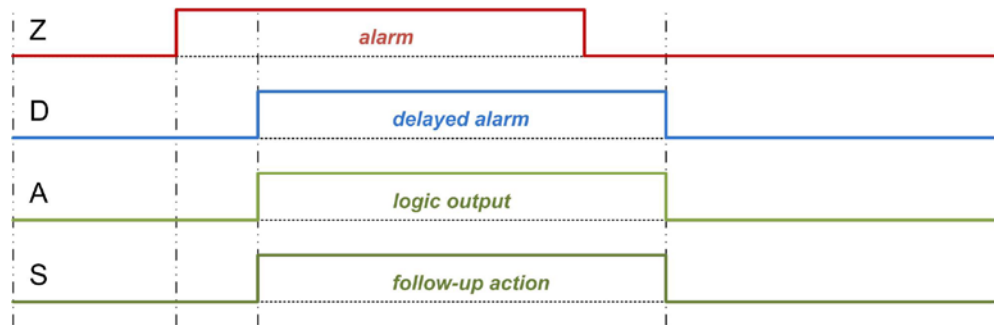 Z
alarm
D
delayed alarm
A
logic output
S
follow-up action